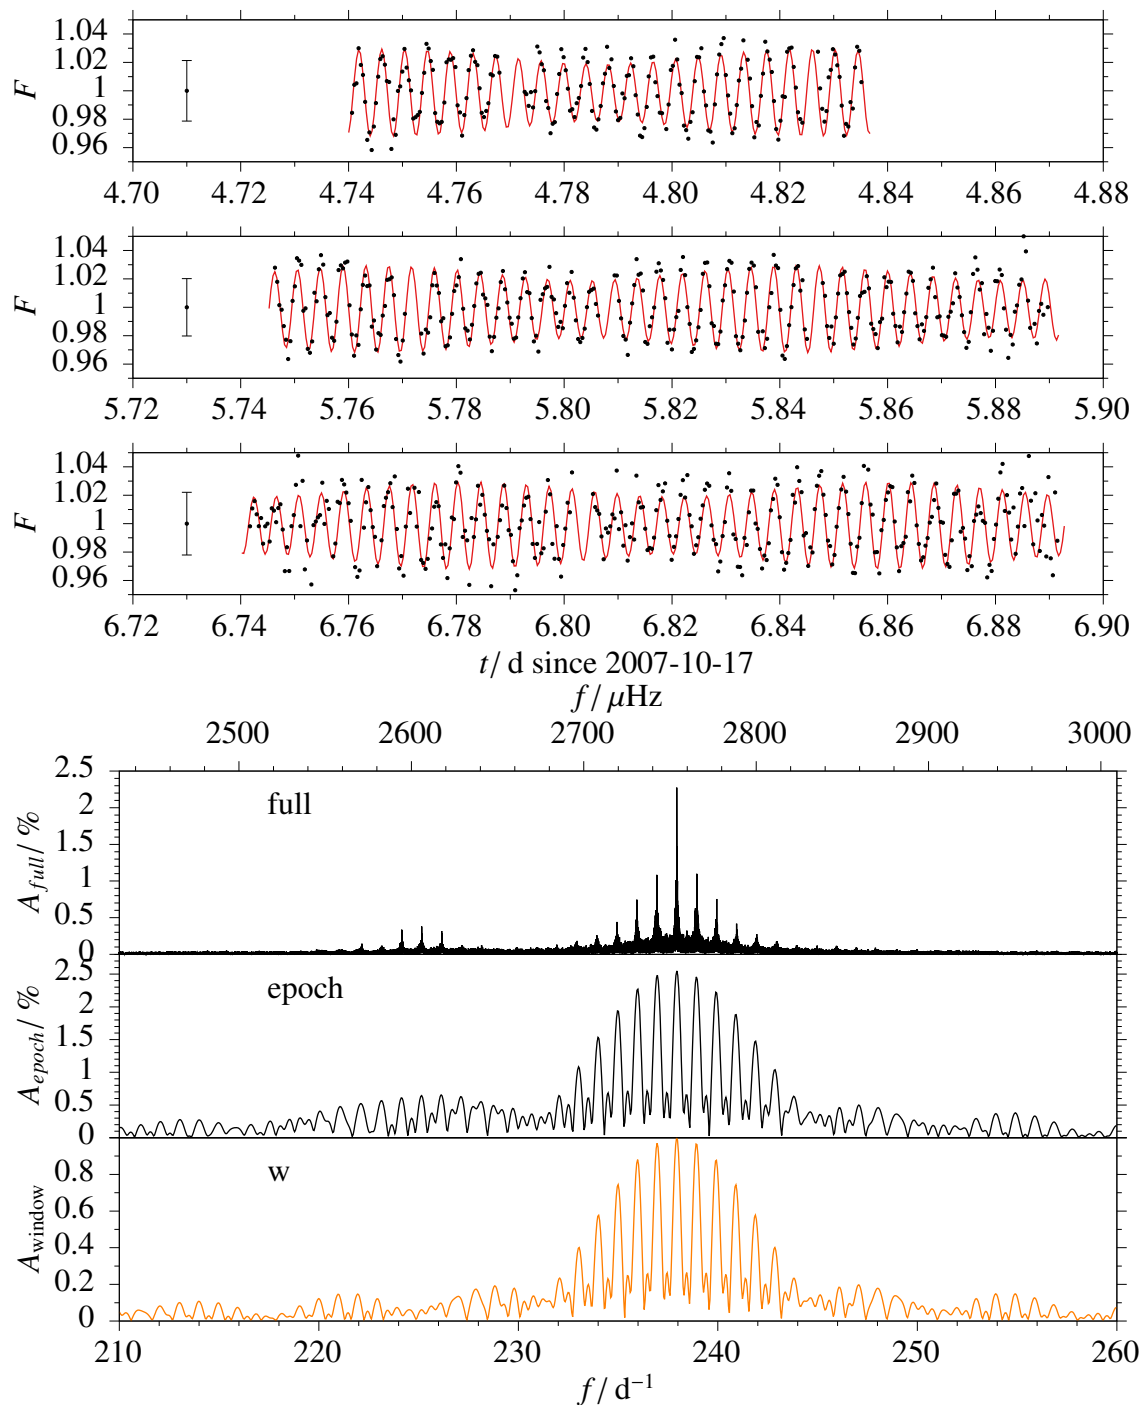 1.04
1.02
1
0.98
0.96
F
4.70 4.72 4.74 4.76 4.78 4.80 4.82 4.84 4.86 4.88
1.04
1.02
1
0.98
0.96
F
5.72 5.74 5.76 5.78 5.80 5.82 5.84 5.86 5.88 5.90
1.04
1.02
1
0.98
0.96
F
6.72 6.74 6.76 6.78 6.80 6.82 6.84 6.86 6.88 6.90
t/ d since 2007-10-17
f/ μHz
2500 2600 2700 2800 2900 3000
2.5
2
1.5
1
0.5
0
A_full/ %
full
2.5
2
1.5
1
0.5
0
A_epoch/ %
epoch
0.8
0.6
0.4
0.2
0
A_window
w
210 220 230 240 250 260
f/ d⁻¹